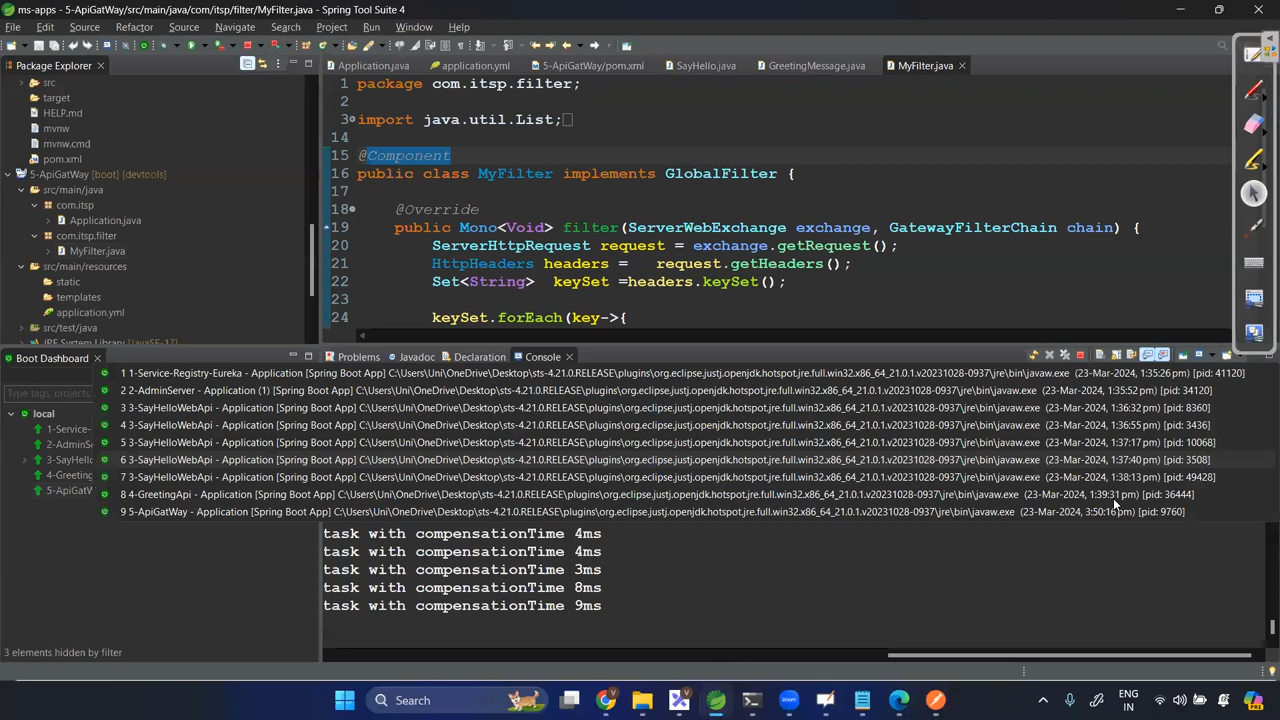 ms-apps - 5-ApiGatWay/src/main/java/com/itsp/filter/MyFilter.java - Spring Tool Suite 4
File Edit Source Refactor Navigate Search Project Run Window Help
Package Explorer
src
target
HELP.md
mvnw
mvnw.cmd
pom.xml
5-ApiGatWay [boot] [devtools]
src/main/java
com.itsp
Application.java
com.itsp.filter
MyFilter.java
src/main/resources
static
templates
application.yml
src/test/java
JRE System Library [JavaSE-17]
Application.java application.yml 5-ApiGatWay/pom.xml SayHello.java GreetingMessage.java MyFilter.java
1 package com.itsp.filter;
2
3 import java.util.List;
14
15 @Component
16 public class MyFilter implements GlobalFilter {
17
18 @Override
19 public Mono<Void> filter(ServerWebExchange exchange, GatewayFilterChain chain) {
20 ServerHttpRequest request = exchange.getRequest();
21 HttpHeaders headers = request.getHeaders();
22 Set<String> keySet =headers.keySet();
23
24 keySet.forEach(key->{
Boot Dashboard
Type tags, projects,
local
1-Service-
2-AdminSe
3-SayHello
4-Greeting
5-ApiGatW
3 elements hidden by filter
Problems Javadoc Declaration Console
1 1-Service-Registry-Eureka - Application [Spring Boot App] C:\Users\Uni\OneDrive\Desktop\sts-4.21.0.RELEASE\plugins\org.eclipse.justj.openjdk.hotspot.jre.full.win32.x86_64_21.0.1.v20231028-0937\jre\bin\javaw.exe (23-Mar-2024, 1:35:26 pm) [pid: 41120]
2 2-AdminServer - Application (1) [Spring Boot App] C:\Users\Uni\OneDrive\Desktop\sts-4.21.0.RELEASE\plugins\org.eclipse.justj.openjdk.hotspot.jre.full.win32.x86_64_21.0.1.v20231028-0937\jre\bin\javaw.exe (23-Mar-2024, 1:35:52 pm) [pid: 34120]
3 3-SayHelloWebApi - Application [Spring Boot App] C:\Users\Uni\OneDrive\Desktop\sts-4.21.0.RELEASE\plugins\org.eclipse.justj.openjdk.hotspot.jre.full.win32.x86_64_21.0.1.v20231028-0937\jre\bin\javaw.exe (23-Mar-2024, 1:36:32 pm) [pid: 8360]
4 3-SayHelloWebApi - Application [Spring Boot App] C:\Users\Uni\OneDrive\Desktop\sts-4.21.0.RELEASE\plugins\org.eclipse.justj.openjdk.hotspot.jre.full.win32.x86_64_21.0.1.v20231028-0937\jre\bin\javaw.exe (23-Mar-2024, 1:36:55 pm) [pid: 3436]
5 3-SayHelloWebApi - Application [Spring Boot App] C:\Users\Uni\OneDrive\Desktop\sts-4.21.0.RELEASE\plugins\org.eclipse.justj.openjdk.hotspot.jre.full.win32.x86_64_21.0.1.v20231028-0937\jre\bin\javaw.exe (23-Mar-2024, 1:37:17 pm) [pid: 10068]
6 3-SayHelloWebApi - Application [Spring Boot App] C:\Users\Uni\OneDrive\Desktop\sts-4.21.0.RELEASE\plugins\org.eclipse.justj.openjdk.hotspot.jre.full.win32.x86_64_21.0.1.v20231028-0937\jre\bin\javaw.exe (23-Mar-2024, 1:37:40 pm) [pid: 3508]
7 3-SayHelloWebApi - Application [Spring Boot App] C:\Users\Uni\OneDrive\Desktop\sts-4.21.0.RELEASE\plugins\org.eclipse.justj.openjdk.hotspot.jre.full.win32.x86_64_21.0.1.v20231028-0937\jre\bin\javaw.exe (23-Mar-2024, 1:38:13 pm) [pid: 49428]
8 4-GreetingApi - Application [Spring Boot App] C:\Users\Uni\OneDrive\Desktop\sts-4.21.0.RELEASE\plugins\org.eclipse.justj.openjdk.hotspot.jre.full.win32.x86_64_21.0.1.v20231028-0937\jre\bin\javaw.exe (23-Mar-2024, 1:39:31 pm) [pid: 36444]
9 5-ApiGatWay - Application [Spring Boot App] C:\Users\Uni\OneDrive\Desktop\sts-4.21.0.RELEASE\plugins\org.eclipse.justj.openjdk.hotspot.jre.full.win32.x86_64_21.0.1.v20231028-0937\jre\bin\javaw.exe (23-Mar-2024, 3:50:16 pm) [pid: 9760]
task with compensationTime 4ms
task with compensationTime 4ms
task with compensationTime 3ms
task with compensationTime 8ms
task with compensationTime 9ms
Search
ENG
IN